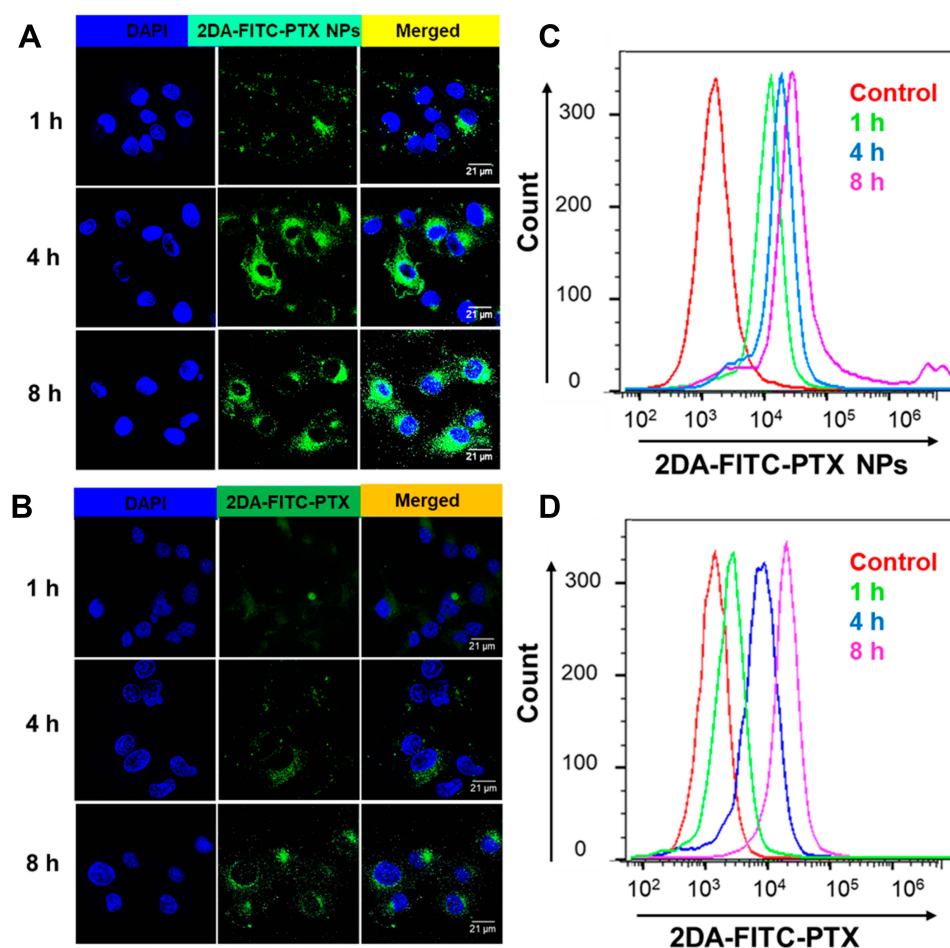 A
DAPI 2DA-FITC-PTX NPs Merged
1 h
21 µm
4 h
21 µm
8 h
21 µm
B
DAPI 2DA-FITC-PTX Merged
1 h
21 µm
4 h
21 µm
8 h
21 µm
C
Control
1 h
4 h
8 h
Count
300
200
100
0
10² 10³ 10⁴ 10⁵ 10⁶
2DA-FITC-PTX NPs
D
Control
1 h
4 h
8 h
Count
300
200
100
0
10² 10³ 10⁴ 10⁵ 10⁶
2DA-FITC-PTX